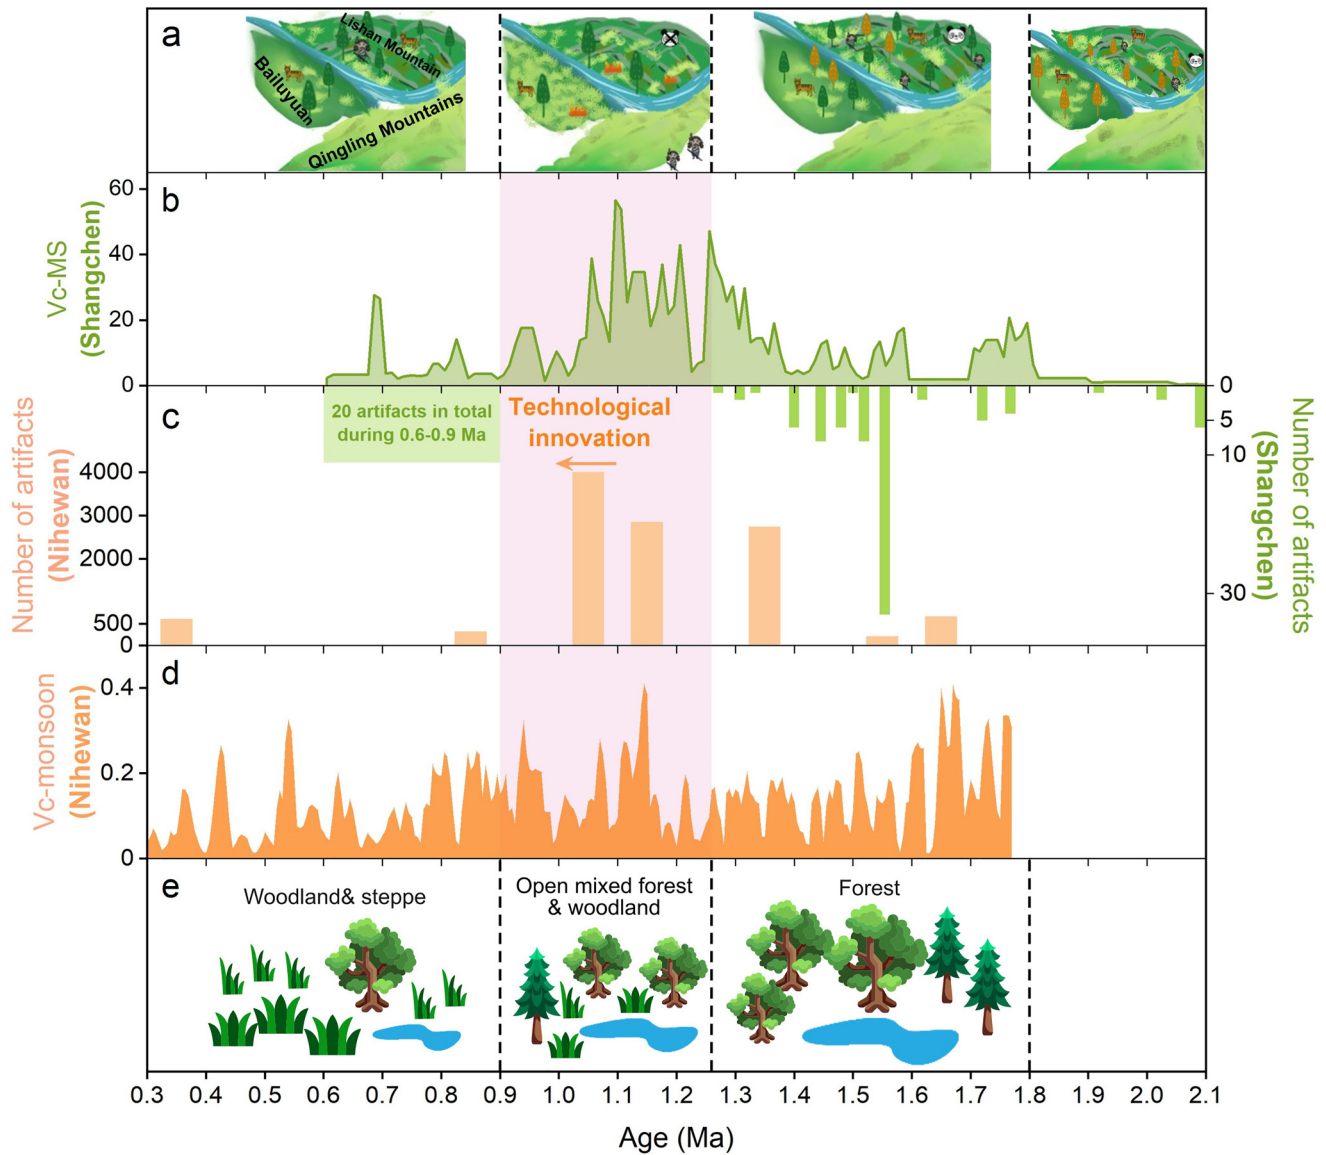 a
Lishan Mountain
Bailuyuan
Qingling Mountains
b
Vc-MS
(Shangchen)
60
40
20
0
c
20 artifacts in total
during 0.6-0.9 Ma
Technological
innovation
Number of artifacts
(Nihewan)
4000
3000
2000
500
0
0
5
10
30
Number of artifacts
(Shangchen)
d
Vc-monsoon
(Nihewan)
0.4
0.2
0
e
Woodland& steppe
Open mixed forest
& woodland
Forest
0.3 0.4 0.5 0.6 0.7 0.8 0.9 1.0 1.1 1.2 1.3 1.4 1.5 1.6 1.7 1.8 1.9 2.0 2.1
Age (Ma)